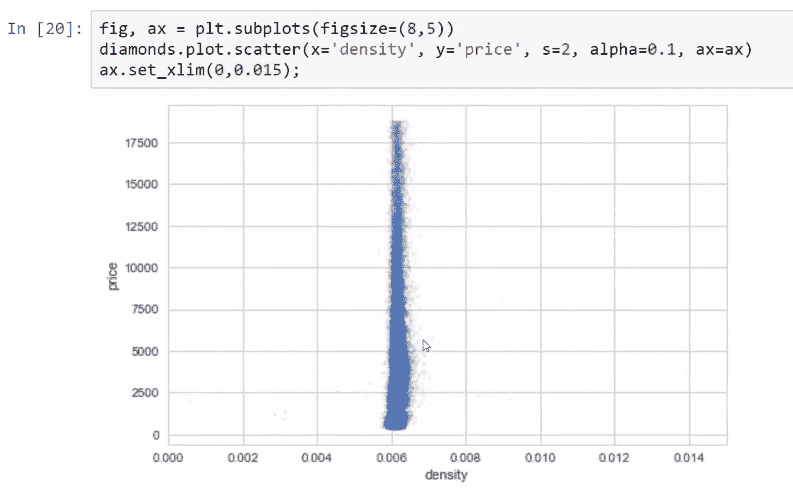 In [20]: fig, ax = plt.subplots(figsize=(8,5))
diamonds.plot.scatter(x='density', y='price', s=2, alpha=0.1, ax=ax)
ax.set_xlim(0,0.015);
17500
15000
12500
10000
7500
5000
2500
0
price
0.000 0.002 0.004 0.006 0.008 0.010 0.012 0.014
density